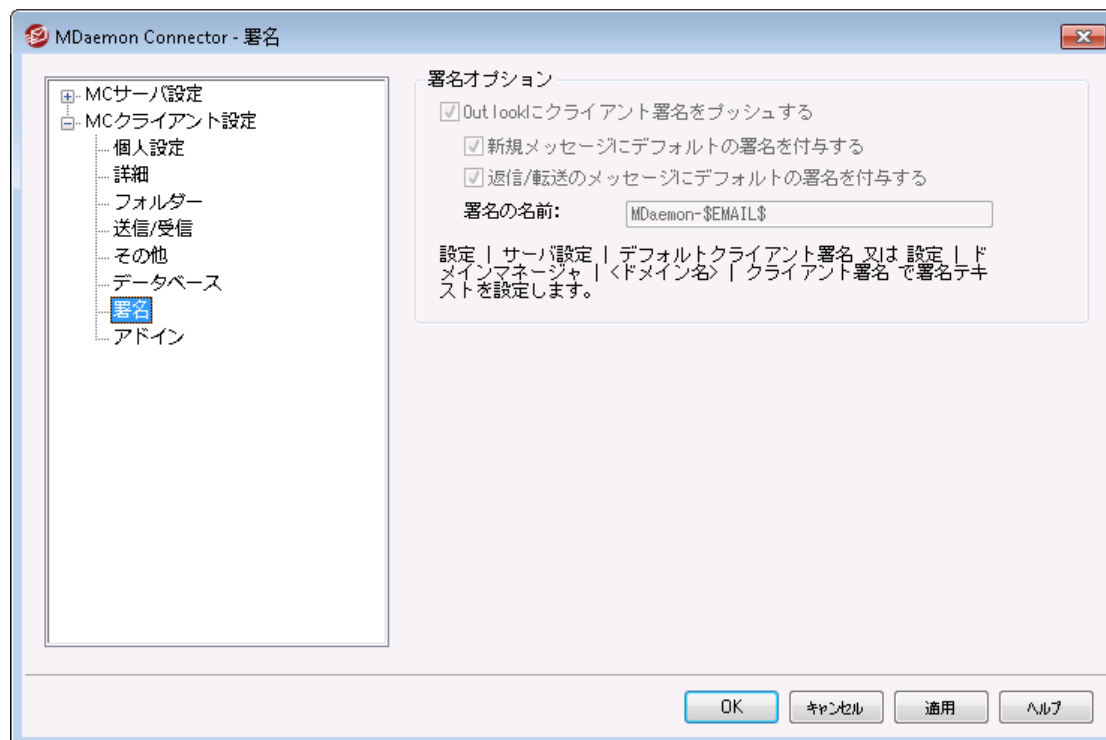 MDaemon Connector - 署名
MCサーバ設定
MCクライアント設定
個人設定
詳細
フォルダー
送信/受信
その他
データベース
署名
アドイン
署名オプション
Outlookにクライアント署名をプッシュする
新規メッセージにデフォルトの署名を付与する
返信/転送のメッセージにデフォルトの署名を付与する
署名の名前:
MDaemon-$EMAIL$
設定 | サーバ設定 | デフォルトクライアント署名 又は 設定 | ド
メインマネージャ | <ドメイン名> | クライアント署名 で署名テキ
ストを設定します。
OK
キャンセル
適用
ヘルプ